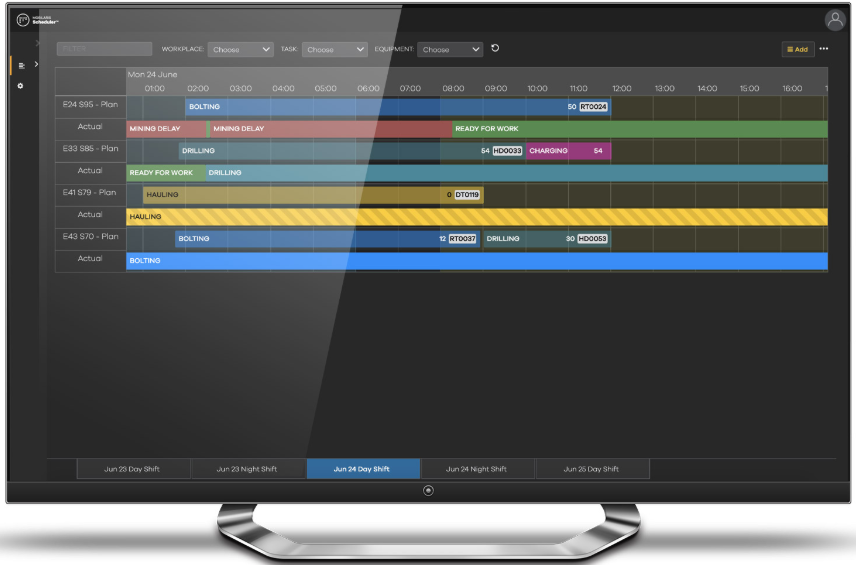 Scheduler
FILTER WORKPLACE: Choose TASK: Choose EQUIPMENT: Choose Add
Mon 24 June
01:00 02:00 03:00 04:00 05:00 06:00 07:00 08:00 09:00 10:00 11:00 12:00 13:00 14:00 15:00 16:00 1
E24 S95 - Plan BOLTING 50 RT0024
Actual MINING DELAY MINING DELAY READY FOR WORK
E33 S85 - Plan DRILLING 54 HD0033 CHARGING 54
Actual READY FOR WORK DRILLING
E41 S79 - Plan HAULING 0 DT0119
Actual HAULING
E43 S70 - Plan BOLTING 12 RT0037 DRILLING 30 HD0053
Actual BOLTING
Jun 23 Day Shift Jun 23 Night Shift Jun 24 Day Shift Jun 24 Night Shift Jun 25 Day Shift